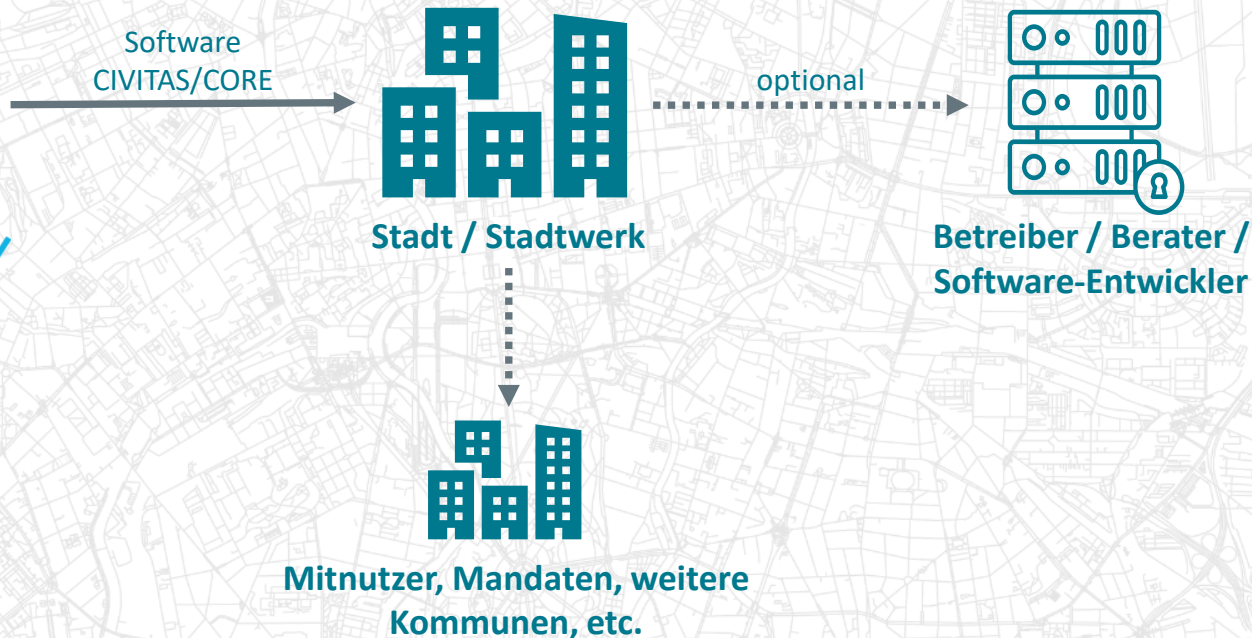 Software
CIVITAS/CORE
optional
Stadt / Stadtwerk
Betreiber / Berater /
Software-Entwickler
Mitnutzer, Mandaten, weitere
Kommunen, etc.